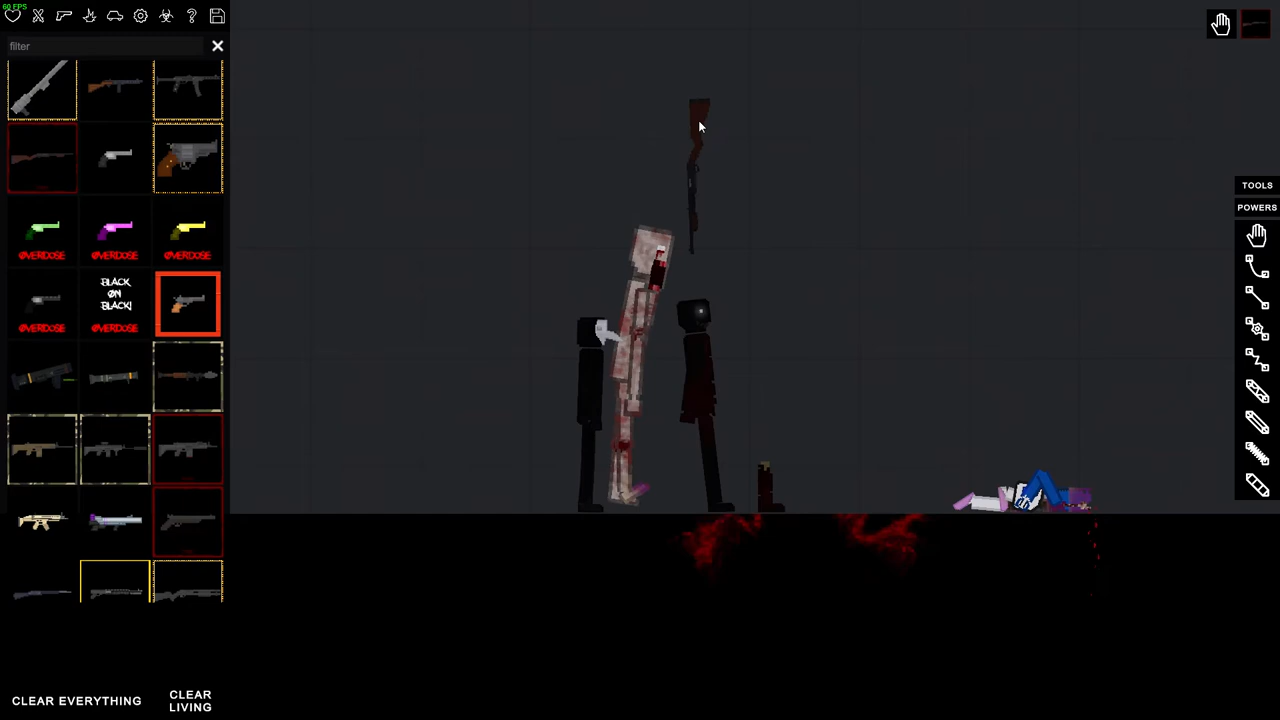 60 FPS
filter
OVERDOSE
OVERDOSE
OVERDOSE
BLACK
ON
BLACK!
OVERDOSE
OVERDOSE
TOOLS
POWERS
CLEAR EVERYTHING
CLEAR
LIVING